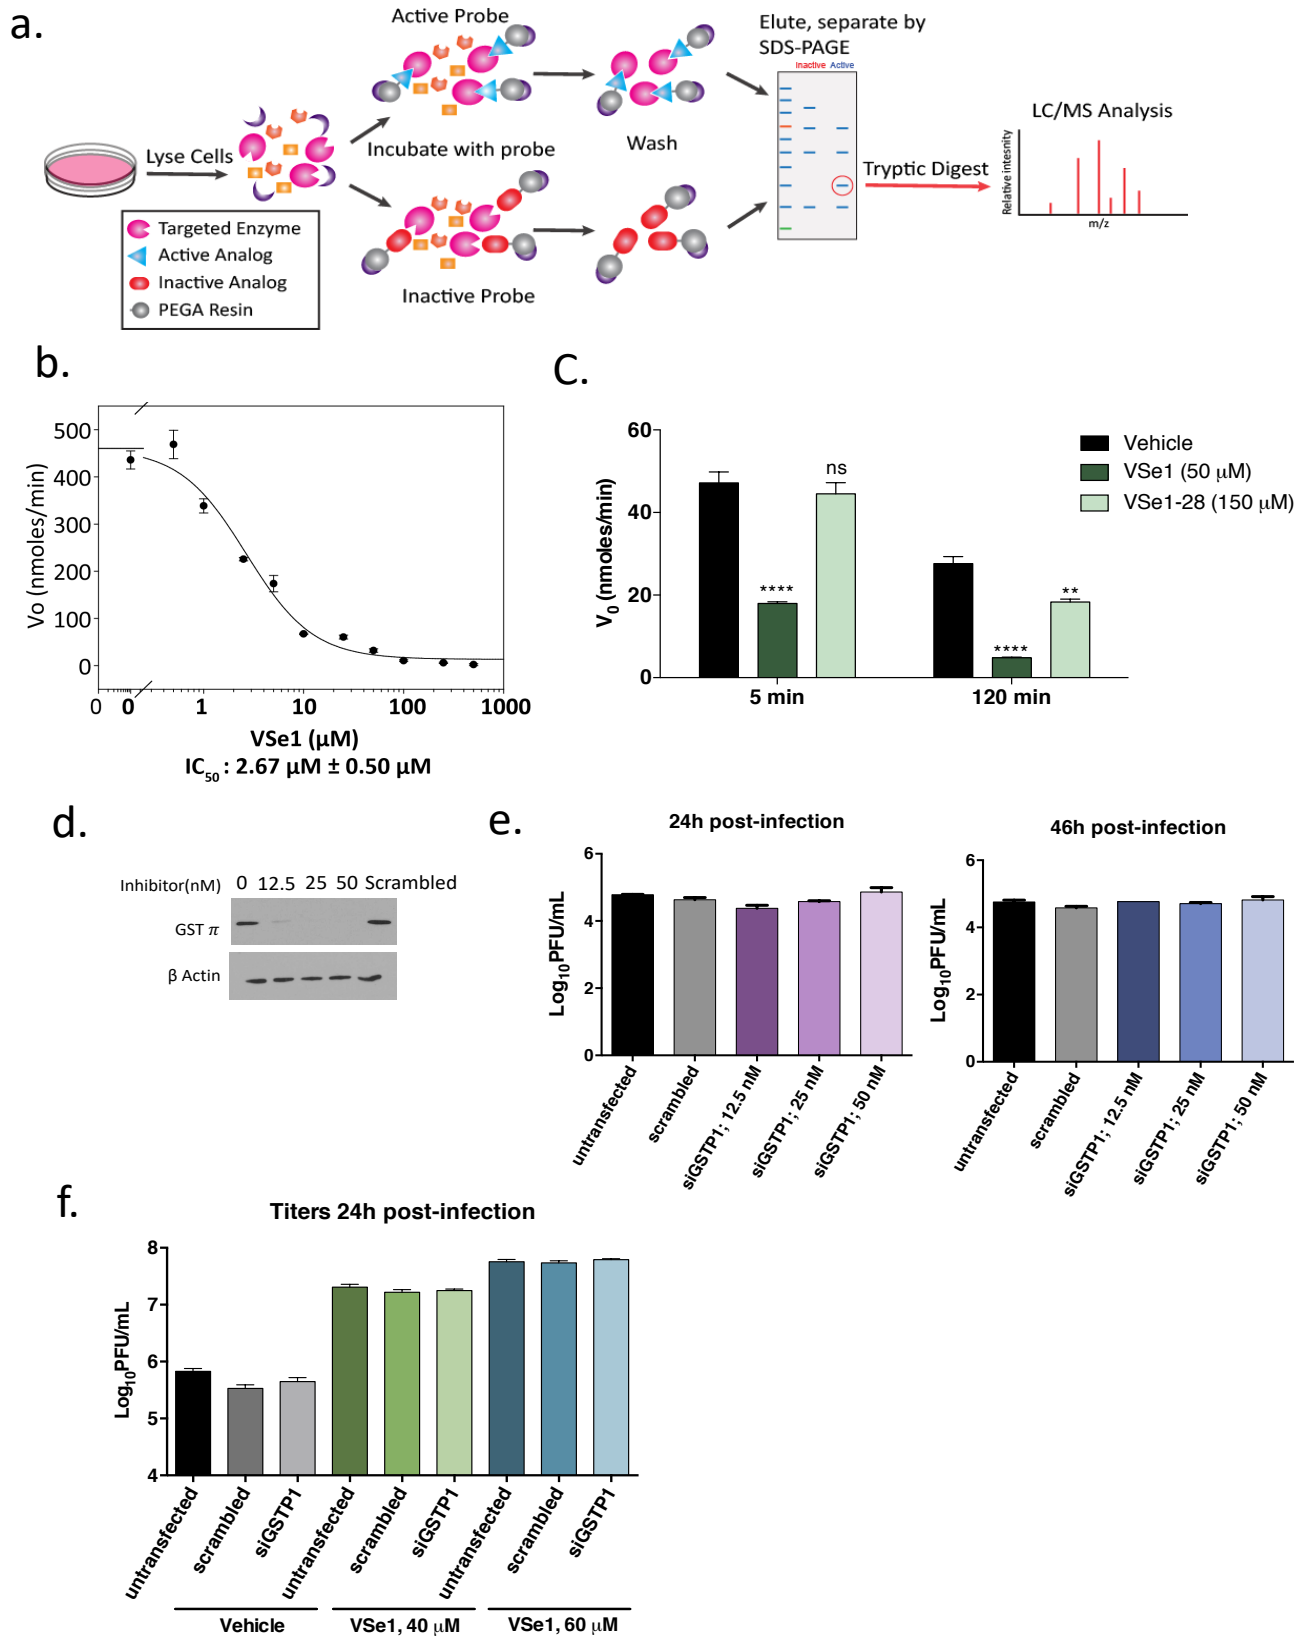 a.
Active Probe
Elute, separate by
SDS-PAGE
Inactive Active
Lyse Cells
Incubate with probe
Wash
Tryptic Digest
LC/MS Analysis
Relative intesnrity
m/z
Targeted Enzyme
Active Analog
Inactive Analog
PEGA Resin
Inactive Probe
b.
Vo (nmoles/min)
500
400
300
200
100
0
0 0 1 10 100 1000
VSe1 (μM)
IC50 : 2.67 μM ± 0.50 μM
C.
V0 (nmoles/min)
60
40
20
0
**** ns
**** **
5 min 120 min
Vehicle
VSe1 (50 μM)
VSe1-28 (150 μM)
d.
Inhibitor(nM) 0 12.5 25 50 Scrambled
GST π
β Actin
e.
24h post-infection
Log10PFU/mL
6
4
2
0
untransfected
scrambled
siGSTP1; 12.5 nM
siGSTP1; 25 nM
siGSTP1; 50 nM
46h post-infection
Log10PFU/mL
6
4
2
0
untransfected
scrambled
siGSTP1; 12.5 nM
siGSTP1; 25 nM
siGSTP1; 50 nM
f.
Titers 24h post-infection
Log10PFU/mL
8
7
6
5
4
untransfected
scrambled
siGSTP1
untransfected
scrambled
siGSTP1
untransfected
scrambled
siGSTP1
Vehicle
VSe1, 40 μM
VSe1, 60 μM